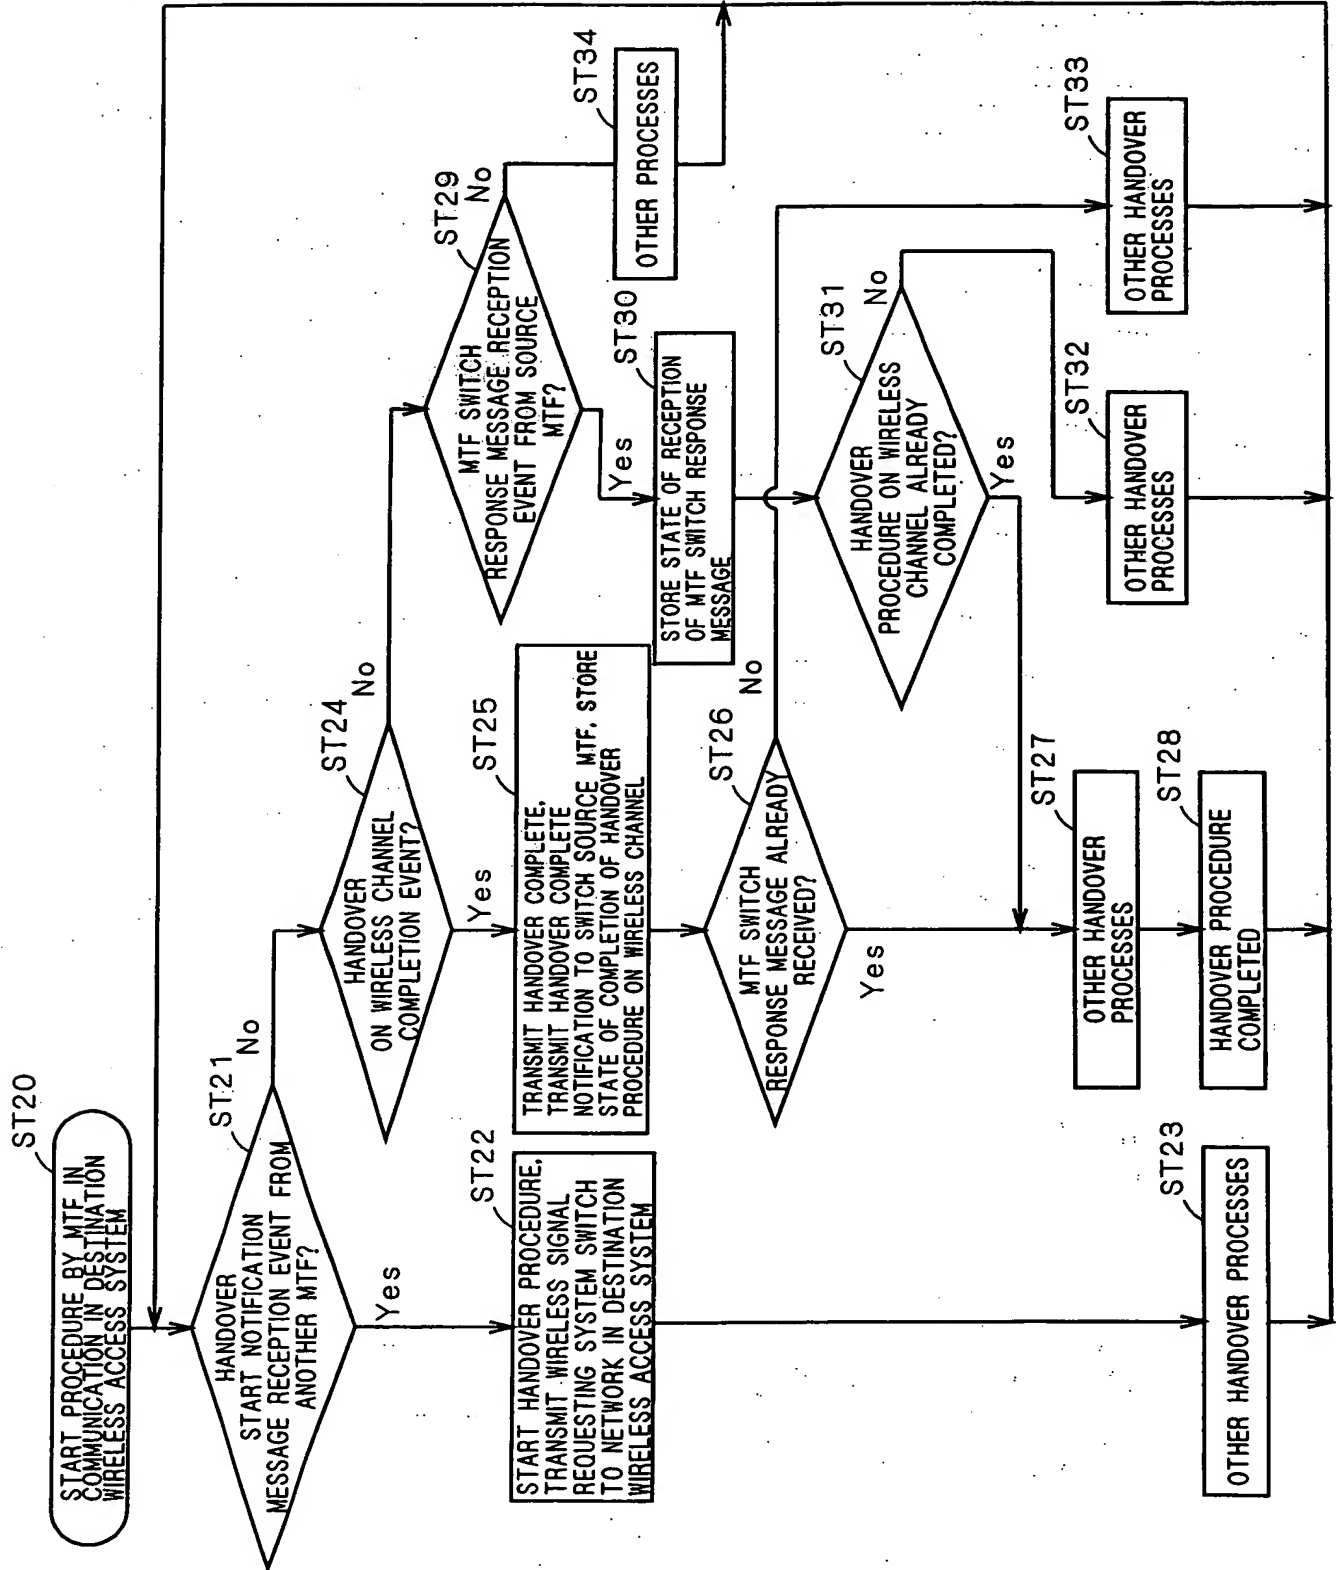 ST20
START PROCEDURE BY MTF IN
COMMUNICATION IN DESTINATION
WIRELESS ACCESS SYSTEM
ST21
HANDOVER
START NOTIFICATION
MESSAGE RECEPTION EVENT FROM
ANOTHER MTF?
No
Yes
ST22
START HANDOVER PROCEDURE,
TRANSMIT WIRELESS SIGNAL
REQUESTING SYSTEM SWITCH
TO NETWORK IN DESTINATION
WIRELESS ACCESS SYSTEM
ST23
OTHER HANDOVER PROCESSES
ST24
HANDOVER
ON WIRELESS CHANNEL
COMPLETION EVENT?
No
Yes
ST25
TRANSMIT HANDOVER COMPLETE,
TRANSMIT HANDOVER COMPLETE
NOTIFICATION TO SWITCH SOURCE MTF, STORE
STATE OF COMPLETION OF HANDOVER
PROCEDURE ON WIRELESS CHANNEL
ST26
MTF SWITCH
RESPONSE MESSAGE ALREADY
RECEIVED?
No
Yes
ST27
OTHER HANDOVER
PROCESSES
ST28
HANDOVER PROCEDURE
COMPLETED
ST29
MTF SWITCH
RESPONSE MESSAGE RECEPTION
EVENT FROM SOURCE
MTF?
No
Yes
ST30
STORE STATE OF RECEPTION
OF MTF SWITCH RESPONSE
MESSAGE
ST31
HANDOVER
PROCEDURE ON WIRELESS
CHANNEL ALREADY
COMPLETED?
No
Yes
ST32
OTHER HANDOVER
PROCESSES
ST33
OTHER HANDOVER
PROCESSES
ST34
OTHER PROCESSES